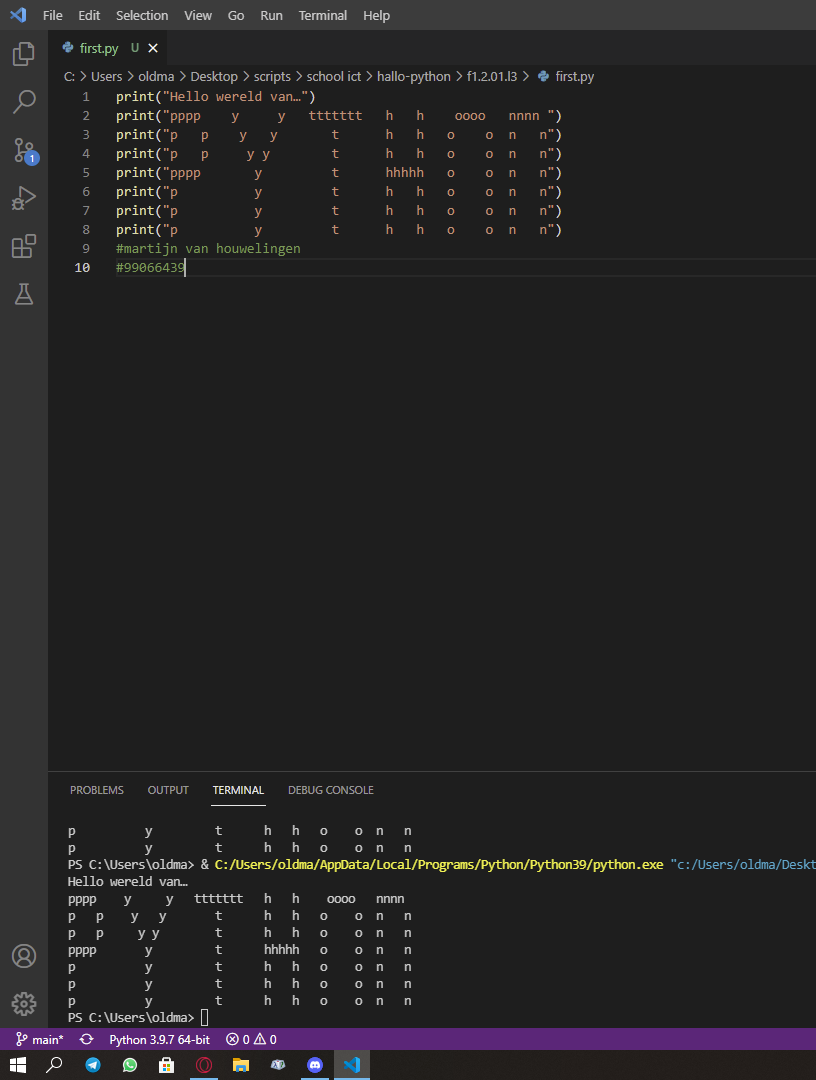 File Edit Selection View Go Run Terminal Help
first.py U
C: > Users > oldma > Desktop > scripts > school ict > hallo-python > f1.2.01.l3 > first.py
1 print("Hello wereld van…")
2 print("pppp    y     y   ttttttt   h   h    oooo   nnnn ")
3 print("p   p    y   y       t      h   h   o    o  n   n")
4 print("p   p     y y        t      h   h   o    o  n   n")
5 print("pppp       y         t      hhhhh   o    o  n   n")
6 print("p          y         t      h   h   o    o  n   n")
7 print("p          y         t      h   h   o    o  n   n")
8 print("p          y         t      h   h   o    o  n   n")
9 #martijn van houwelingen
10 #99066439
1
PROBLEMS OUTPUT TERMINAL DEBUG CONSOLE
p          y         t      h   h   o    o  n   n
p          y         t      h   h   o    o  n   n
PS C:\Users\oldma> & C:/Users/oldma/AppData/Local/Programs/Python/Python39/python.exe "c:/Users/oldma/Deskt
Hello wereld van…
pppp    y     y   ttttttt   h   h    oooo   nnnn
p   p    y   y       t      h   h   o    o  n   n
p   p     y y        t      h   h   o    o  n   n
pppp       y         t      hhhhh   o    o  n   n
p          y         t      h   h   o    o  n   n
p          y         t      h   h   o    o  n   n
p          y         t      h   h   o    o  n   n
PS C:\Users\oldma>
main* Python 3.9.7 64-bit 0 0